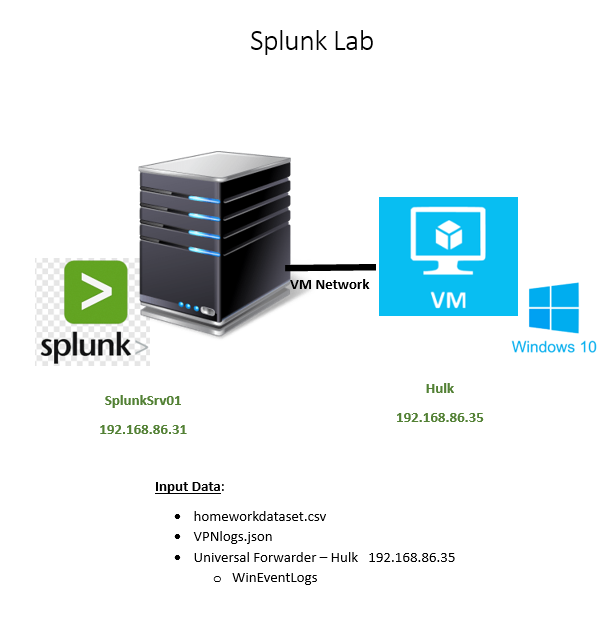 Splunk Lab
VM Network
VM
splunk>
Windows 10
SplunkSrv01
192.168.86.31
Hulk
192.168.86.35
Input Data:
• homeworkdataset.csv
• VPNlogs.json
• Universal Forwarder – Hulk 192.168.86.35
o WinEventLogs